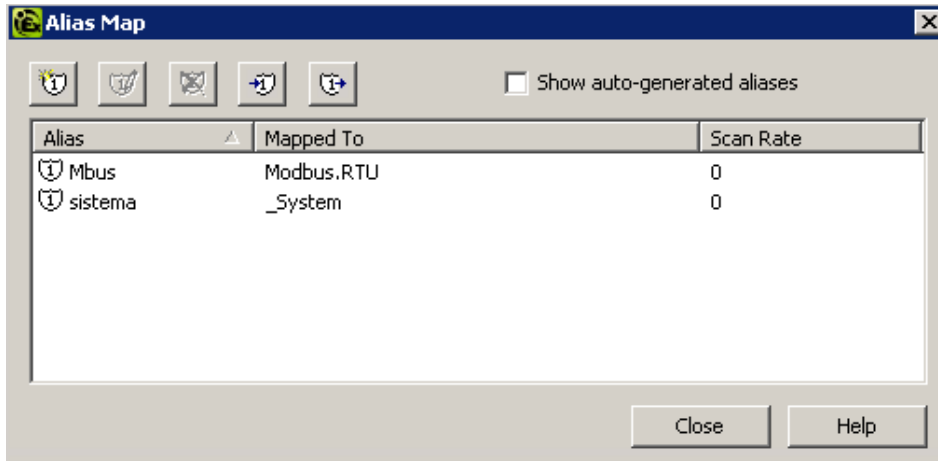 Alias Map
Show auto-generated aliases
Alias Mapped To Scan Rate
Mbus Modbus.RTU 0
sistema _System 0
Close Help